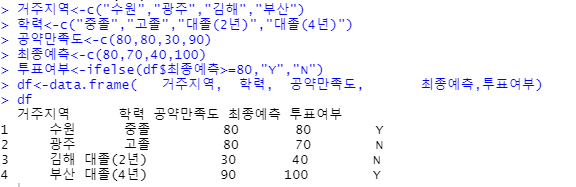 > 거주지역<-c("수원","광주","김해","부산")
> 학력<-c("중졸","고졸","대졸(2년)","대졸(4년)")
> 공약만족도<-c(80,80,30,90)
> 최종예측<-c(80,70,40,100)
> 투표여부<-ifelse(df$최종예측>=80,"Y","N")
> df<-data.frame( 거주지역, 학력, 공약만족도, 최종예측,투표여부)
> df
거주지역 학력 공약만족도 최종예측 투표여부
1 수원 중졸 80 80 Y
2 광주 고졸 80 70 N
3 김해 대졸(2년) 30 40 N
4 부산 대졸(4년) 90 100 Y